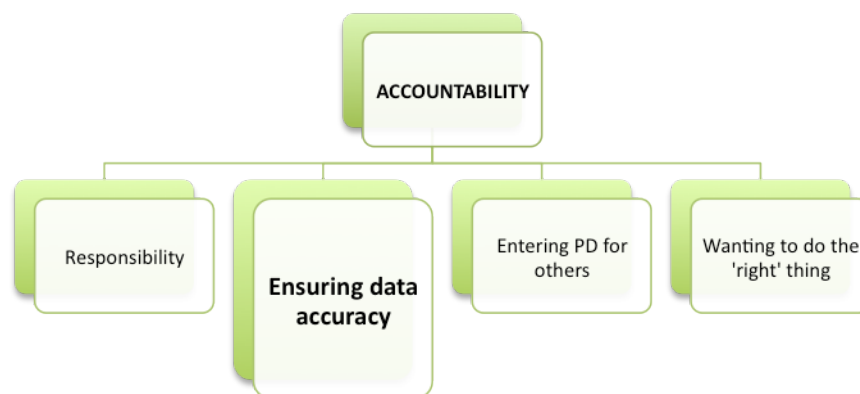 ACCOUNTABILITY
Responsibility
Ensuring data
accuracy
Entering PD for
others
Wanting to do the
'right' thing